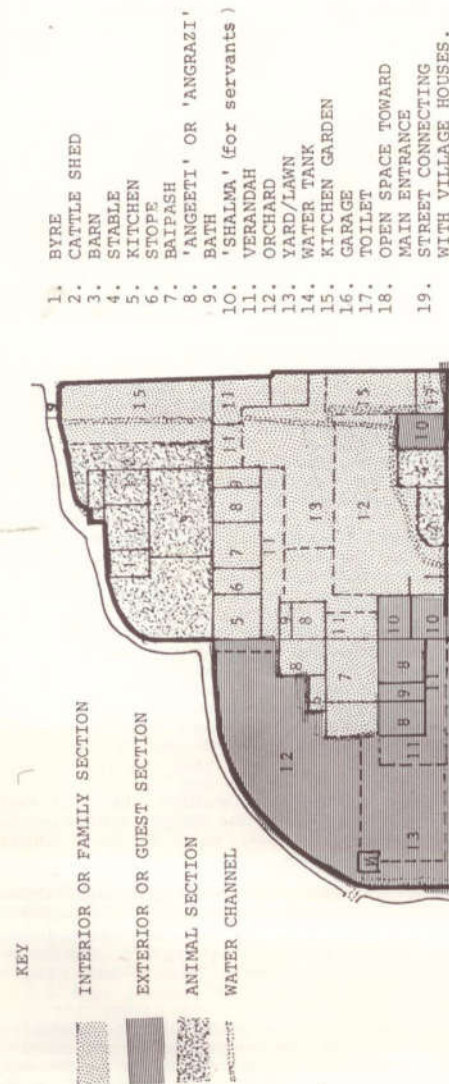 KEY
INTERIOR OR FAMILY SECTION
EXTERIOR OR GUEST SECTION
ANIMAL SECTION
WATER CHANNEL
9
15
2
3
11
11
5 6 7 8 9
11
13
12
12
9
8
8
7
11
15
10
10
10
8 9 8
11
11
13
17
1. BYRE
2. CATTLE SHED
3. BARN
4. STABLE
5. KITCHEN
6. STOPE
7. BAIPASH
8. 'ANGEETI' OR 'ANGRAZI'
9. BATH
10. 'SHALMA' (for servants )
11. VERANDAH
12. ORCHARD
13. YARD/LAWN
14. WATER TANK
15. KITCHEN GARDEN
16. GARAGE
17. TOILET
18. OPEN SPACE TOWARD
MAIN ENTRANCE
19. STREET CONNECTING
WITH VILLAGE HOUSES.